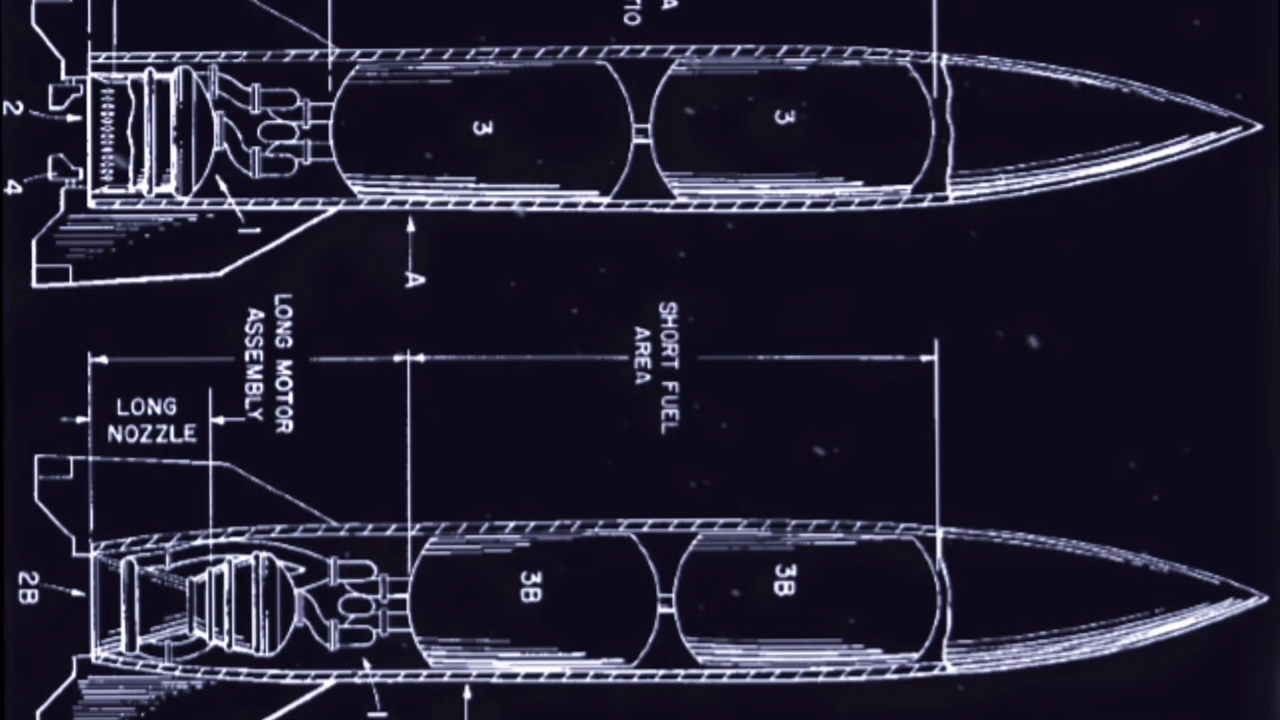 2
4
3
3
1
A
LONG MOTOR
ASSEMBLY
SHORT FUEL
AREA
LONG
NOZZLE
2B
3B
3B
1